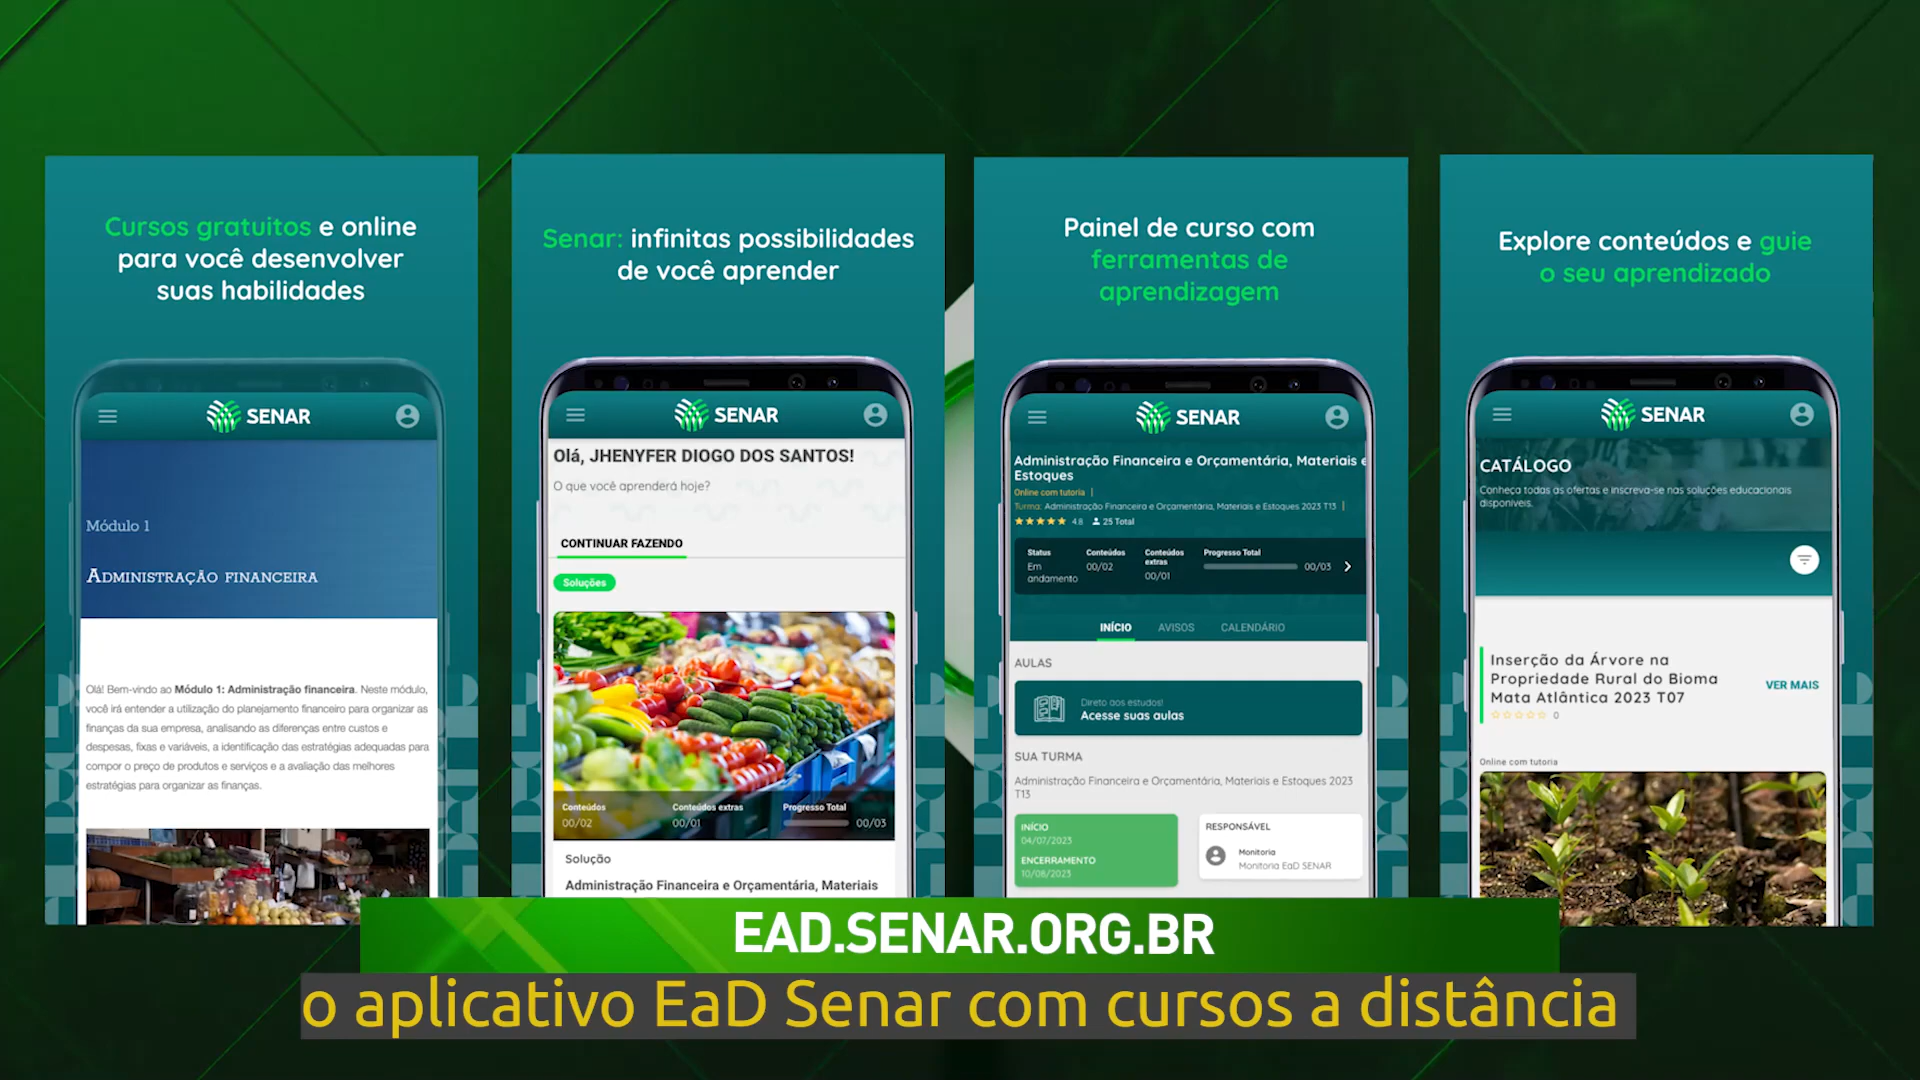 Cursos gratuitos e online
para você desenvolver
suas habilidades
SENAR
Módulo 1
ADMINISTRAÇÃO FINANCEIRA
Olá! Bem-vindo ao Módulo 1: Administração financeira. Neste módulo,
você irá entender a utilização do planejamento financeiro para organizar as
finanças da sua empresa, analisando as diferenças entre custos e
despesas, fixas e variáveis, a identificação das estratégias adequadas para
compor o preço de produtos e serviços e a avaliação das melhores
estratégias para organizar as finanças.
Senar: infinitas possibilidades
de você aprender
SENAR
Olá, JHENYFER DIOGO DOS SANTOS!
O que você aprenderá hoje?
CONTINUAR FAZENDO
Soluções
Conteúdos Conteúdos extras Progresso Total
00/02 00/01 00/03
Solução
Administração Financeira e Orçamentária, Materiais
Painel de curso com
ferramentas de
aprendizagem
SENAR
Administração Financeira e Orçamentária, Materiais e
Estoques
Online com tutoria |
Turma: Administração Financeira e Orçamentária, Materiais e Estoques 2023 T13 |
4.8 25 Total
Status Conteúdos Conteúdos extras Progresso Total
Em andamento 00/02 00/01 00/03
INÍCIO AVISOS CALENDÁRIO
AULAS
Direto aos estudos!
Acesse suas aulas
SUA TURMA
Administração Financeira e Orçamentária, Materiais e Estoques 2023
T13
INÍCIO
04/07/2023
ENCERRAMENTO
10/08/2023
RESPONSÁVEL
Monitoria
Monitoria EaD SENAR
Explore conteúdos e guie
o seu aprendizado
SENAR
CATÁLOGO
Conheça todas as ofertas e inscreva-se nas soluções educacionais
disponíveis.
Inserção da Árvore na
Propriedade Rural do Bioma
Mata Atlântica 2023 T07
VER MAIS
0
Online com tutoria
EAD.SENAR.ORG.BR
o aplicativo EaD Senar com cursos a distância